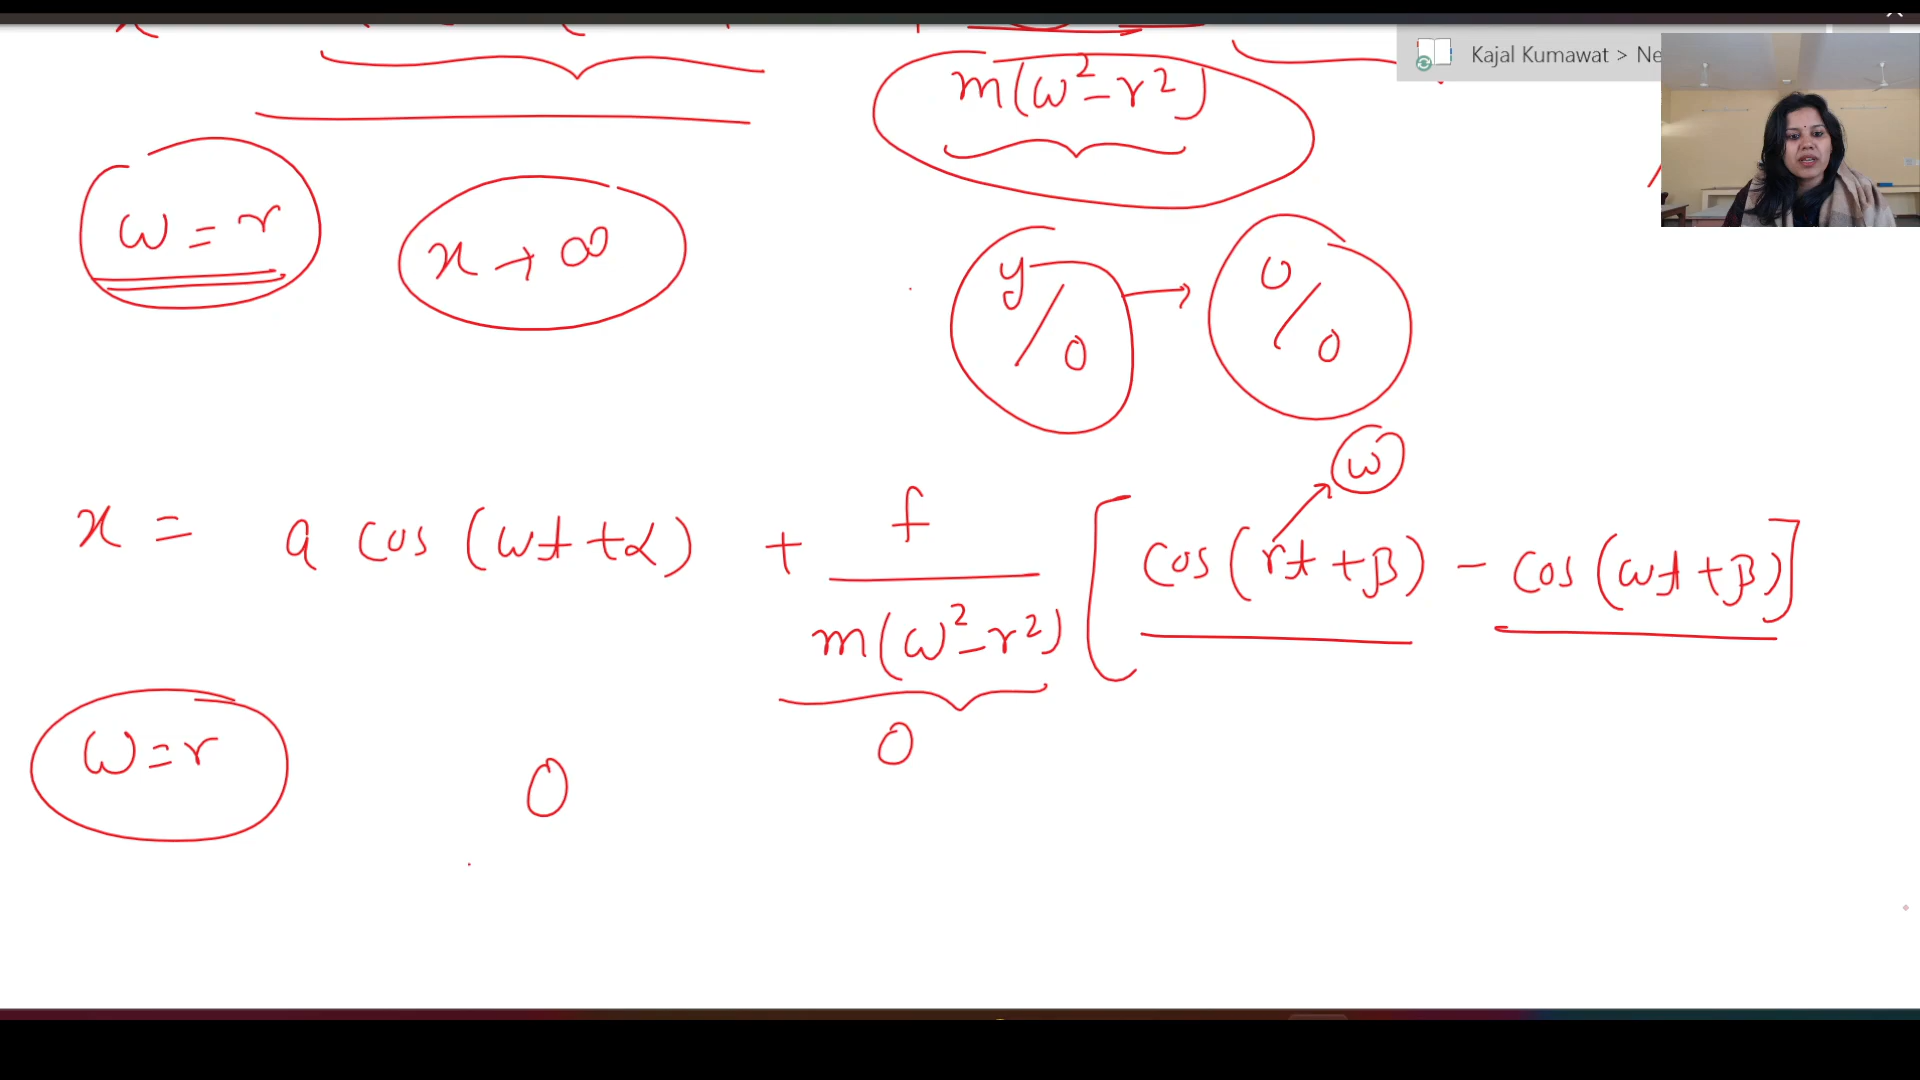 Kajal Kumawat > Ne
m(ω²-r²)
ω = r x → ∞
y/0 → 0/0
ω
x = a cos(ωt+α) + f/m(ω²-r²) [cos(rt+β) - cos(ωt+β)]
0
ω=r 0